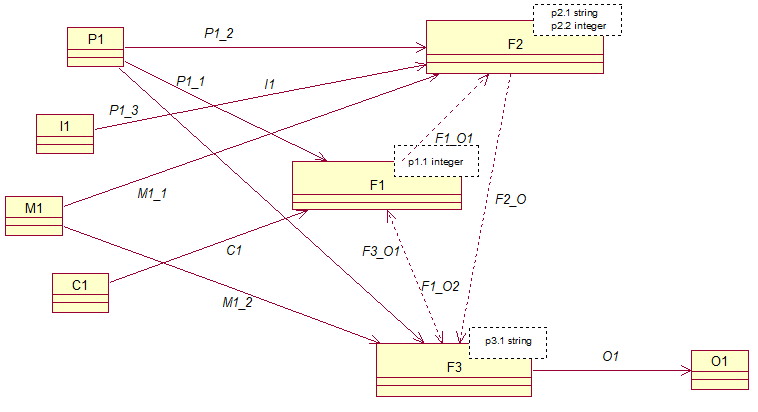 p2.1 string
p2.2 integer
P1
P1_2
F2
P1_1
I1
P1_3
I1
F1_O1
p1.1 integer
F1
M1_1
F2_O
M1
C1
F3_O1
C1
F1_O2
M1_2
p3.1 string
O1
O1
F3